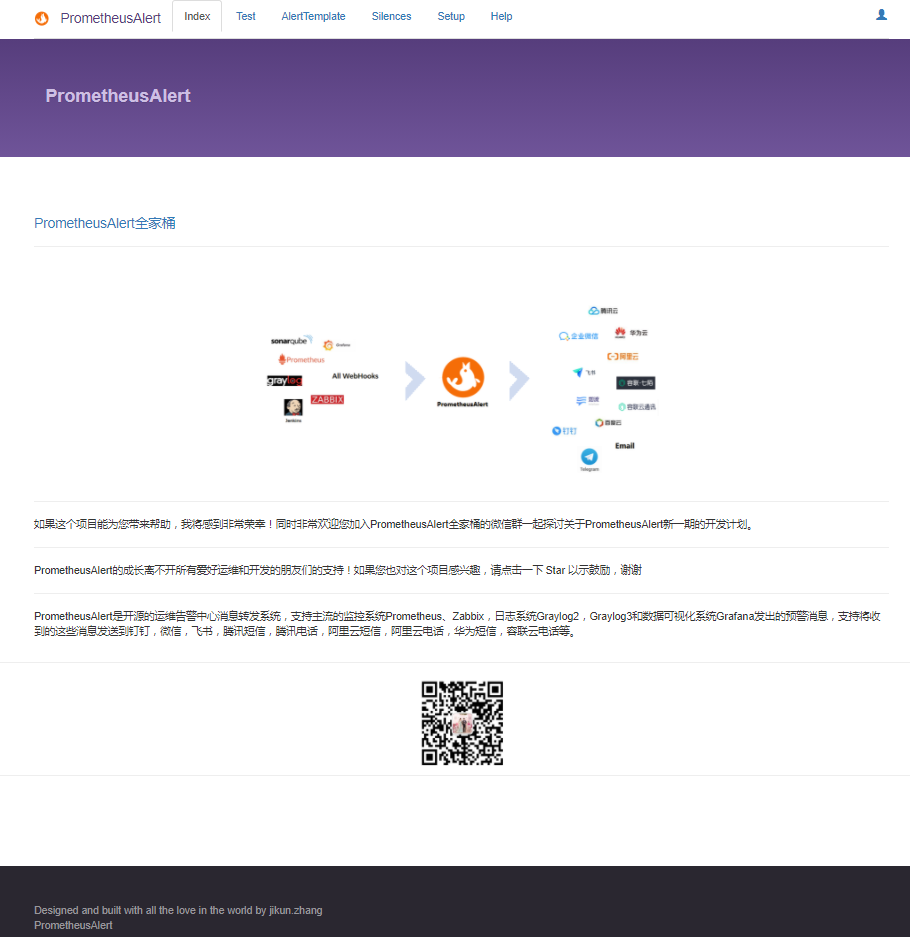 PrometheusAlert Index Test AlertTemplate Silences Setup Help
PrometheusAlert
PrometheusAlert全家桶
腾讯云
企业微信
华为云
sonarqube
Grafana
Prometheus
阿里云
飞书
graylog
All WebHooks
容联·七陌
PrometheusAlert
ZABBIX
容联云通讯
Jenkins
百度云
钉钉
Email
Telegram
如果这个项目能为您带来帮助，我将感到非常荣幸！同时非常欢迎您加入PrometheusAlert全家桶的微信群一起探讨关于PrometheusAlert新一期的开发计划。
PrometheusAlert的成长离不开所有爱好运维和开发的朋友们的支持！如果您也对这个项目感兴趣，请点击一下 Star 以示鼓励，谢谢
PrometheusAlert是开源的运维告警中心消息转发系统，支持主流的监控系统Prometheus、Zabbix，日志系统Graylog2，Graylog3和数据可视化系统Grafana发出的预警消息，支持将收
到的这些消息发送到钉钉，微信，飞书，腾讯短信，腾讯电话，阿里云短信，阿里云电话，华为短信，容联云电话等。
Designed and built with all the love in the world by jikun.zhang
PrometheusAlert